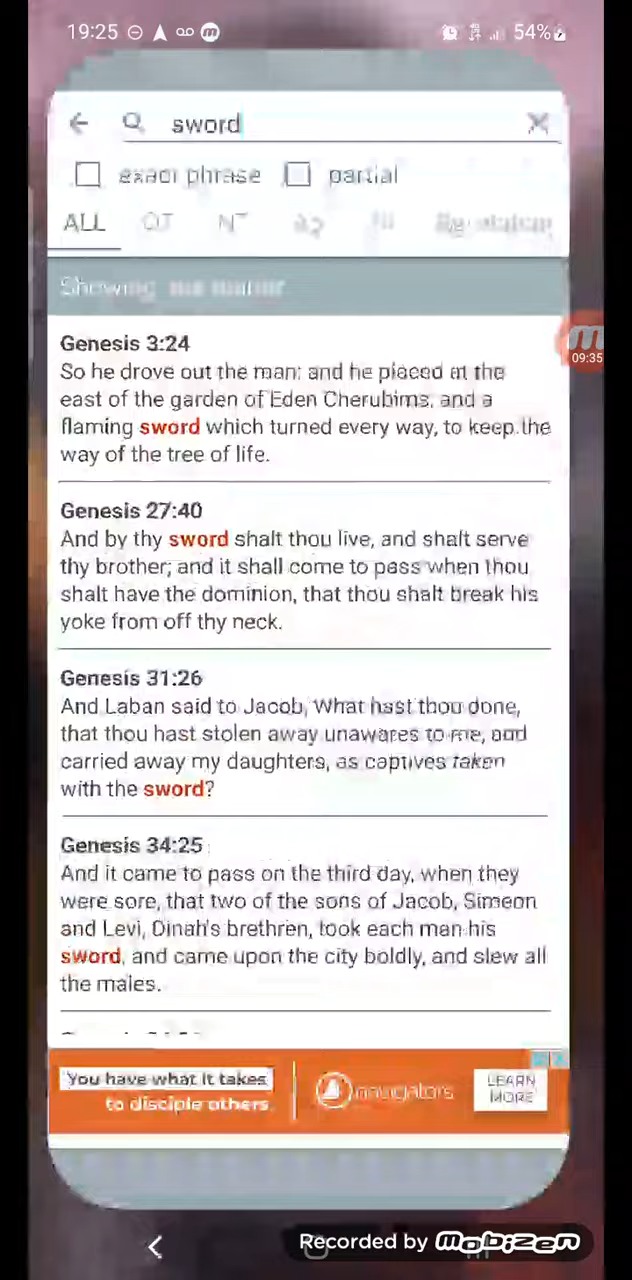 19:25
54%
sword
exact phrase partial
ALL OT NT
Showing
09:35
Genesis 3:24
So he drove out the man: and he placed at the
east of the garden of Eden Cherubims, and a
flaming sword which turned every way, to keep the
way of the tree of life.
Genesis 27:40
And by thy sword shalt thou live, and shalt serve
thy brother; and it shall come to pass when thou
shalt have the dominion, that thou shalt break his
yoke from off thy neck.
Genesis 31:26
And Laban said to Jacob, What hast thou done,
that thou hast stolen away unawares to me, and
carried away my daughters, as captives taken
with the sword?
Genesis 34:25
And it came to pass on the third day, when they
were sore, that two of the sons of Jacob, Simeon
and Levi, Dinah's brethren, took each man his
sword, and came upon the city boldly, and slew all
the males.
You have what it takes
to disciple others.
navigators
LEARN
MORE
Recorded by mobizen